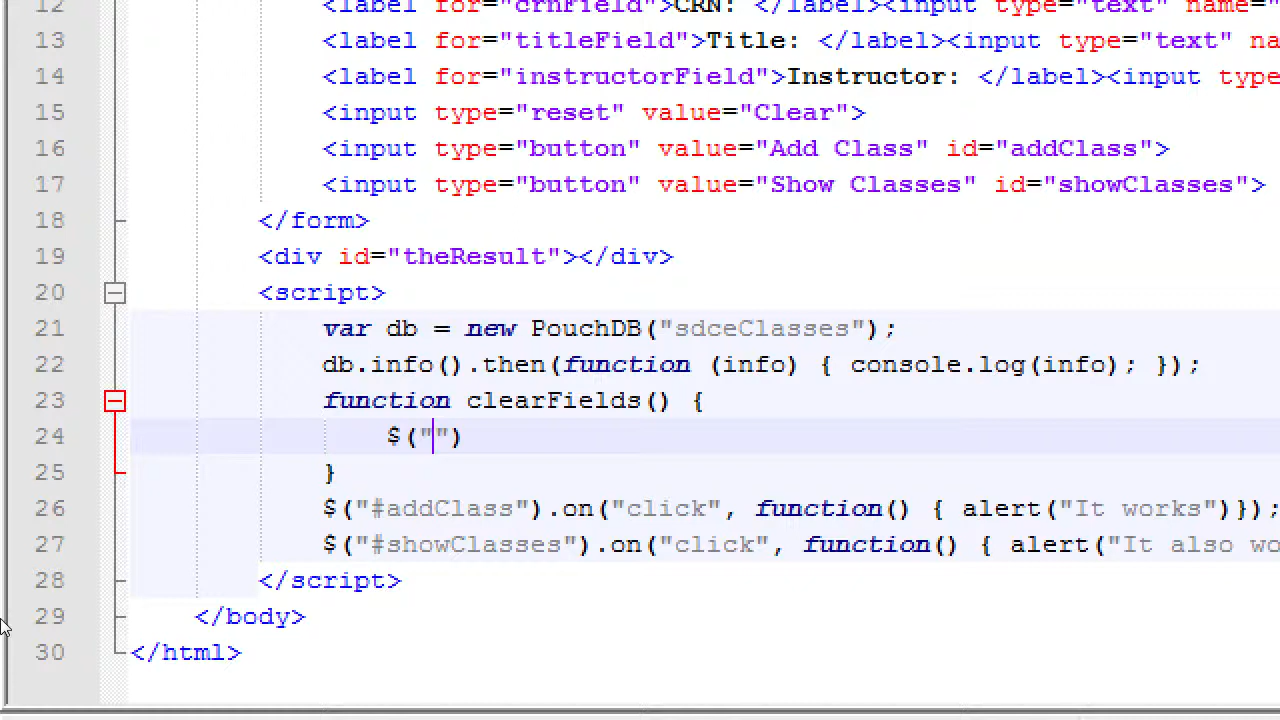 12 <label for="crnField">CRN: </label><input type="text" name="
13 <label for="titleField">Title: </label><input type="text" na
14 <label for="instructorField">Instructor: </label><input type
15 <input type="reset" value="Clear">
16 <input type="button" value="Add Class" id="addClass">
17 <input type="button" value="Show Classes" id="showClasses">
18 </form>
19 <div id="theResult"></div>
20 <script>
21 var db = new PouchDB("sdceClasses");
22 db.info().then(function (info) { console.log(info); });
23 function clearFields() {
24 $("")
25 }
26 $("#addClass").on("click", function() { alert("It works")});
27 $("#showClasses").on("click", function() { alert("It also wo
28 </script>
29 </body>
30 </html>